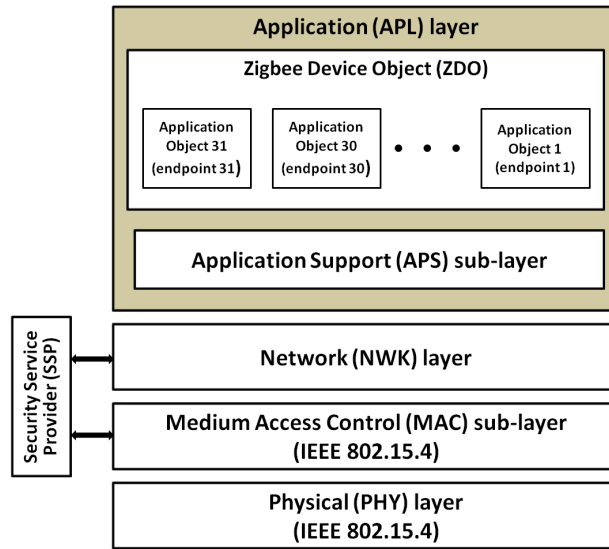 Application (APL) layer
Zigbee Device Object (ZDO)
Application
Object 31
(endpoint 31)
Application
Object 30
(endpoint 30)
Application
Object 1
(endpoint 1)
Application Support (APS) sub-layer
Security Service
Provider (SSP)
Network (NWK) layer
Medium Access Control (MAC) sub-layer
(IEEE 802.15.4)
Physical (PHY) layer
(IEEE 802.15.4)